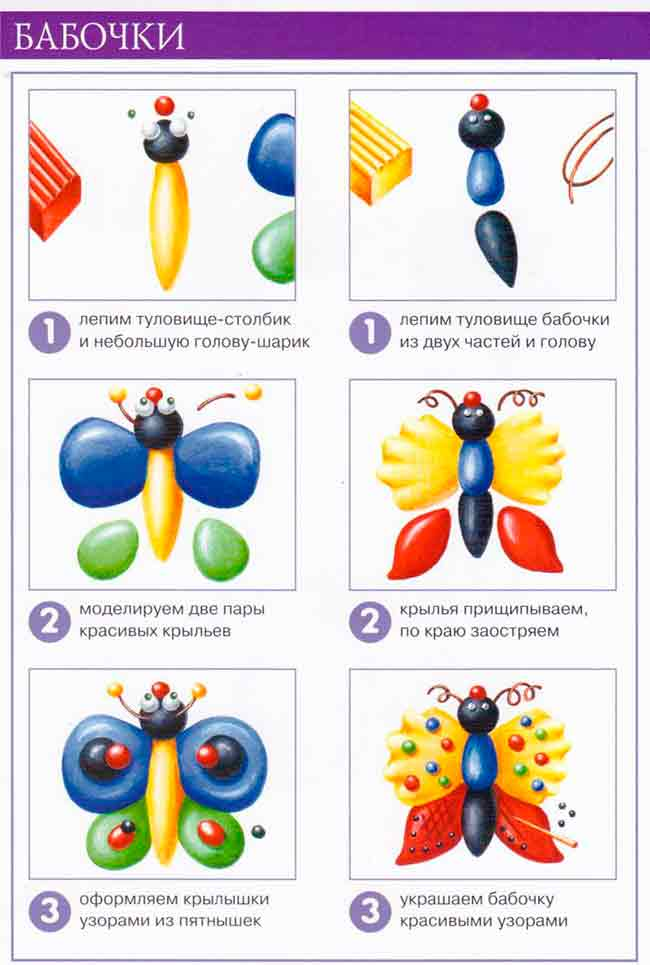 БАБОЧКИ
1 лепим туловище-столбик
и небольшую голову-шарик
1 лепим туловище бабочки
из двух частей и голову
2 моделируем две пары
красивых крыльев
2 крылья прищипываем,
по краю заостряем
3 оформляем крылышки
узорами из пятнышек
3 украшаем бабочку
красивыми узорами